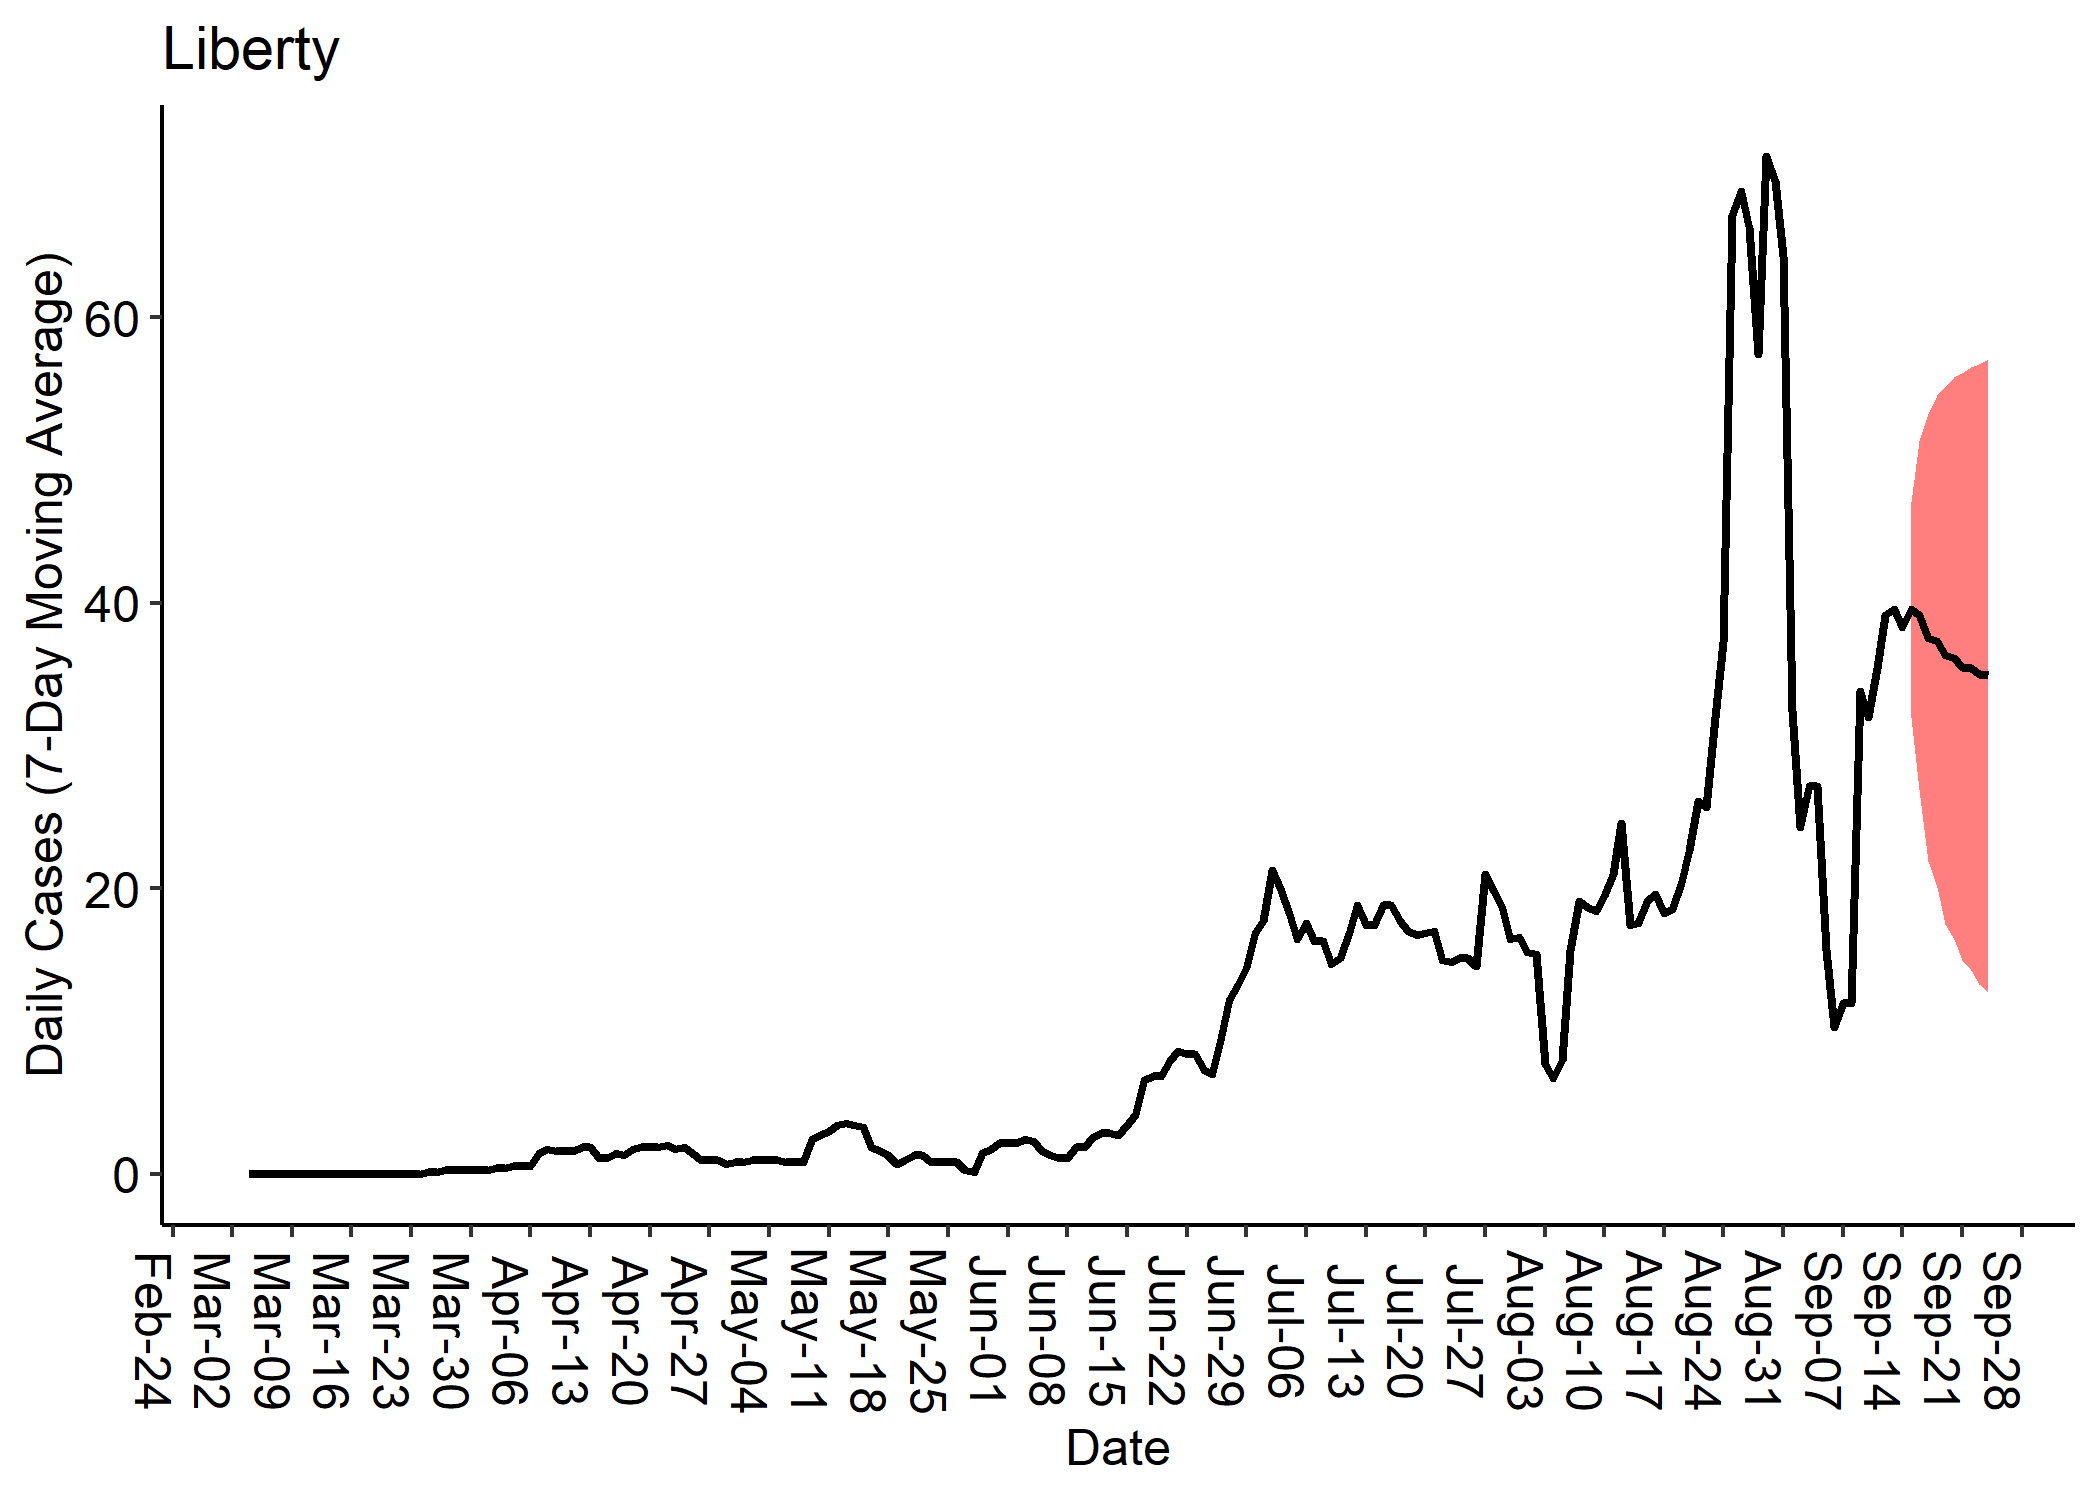 Liberty
Daily Cases (7-Day Moving Average)
60
40
20
0
Feb-24
Mar-02
Mar-09
Mar-16
Mar-23
Mar-30
Apr-06
Apr-13
Apr-20
Apr-27
May-04
May-11
May-18
May-25
Jun-01
Jun-08
Jun-15
Jun-22
Jun-29
Jul-06
Jul-13
Jul-20
Jul-27
Aug-03
Aug-10
Aug-17
Aug-24
Aug-31
Sep-07
Sep-14
Sep-21
Sep-28
Date